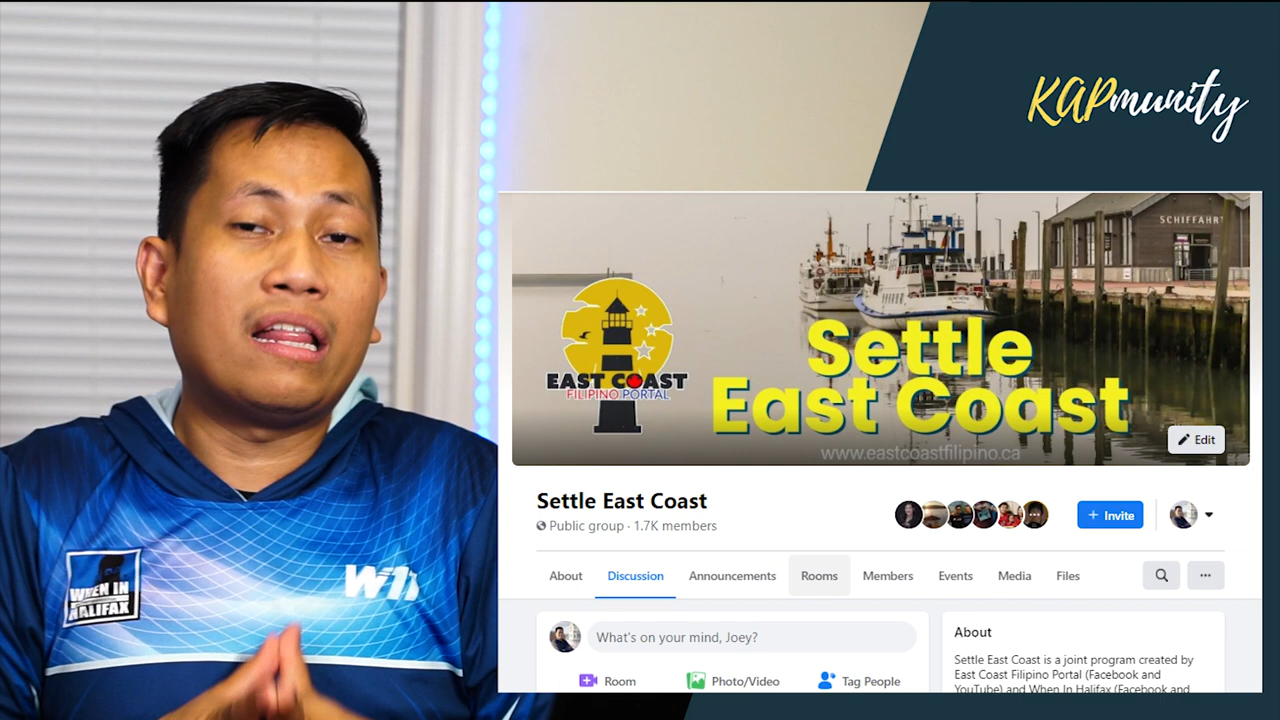 KAPmunity
SCHIFFAHRT
Settle
East Coast
EAST COAST
FILIPINO PORTAL
www.eastcoastfilipino.ca
Edit
Settle East Coast
Public group · 1.7K members
+ Invite
About
Discussion
Announcements
Rooms
Members
Events
Media
Files
What's on your mind, Joey?
Room
Photo/Video
Tag People
About
Settle East Coast is a joint program created by
East Coast Filipino Portal (Facebook and
YouTube) and When In Halifax (Facebook and
WHEN IN
HALIFAX